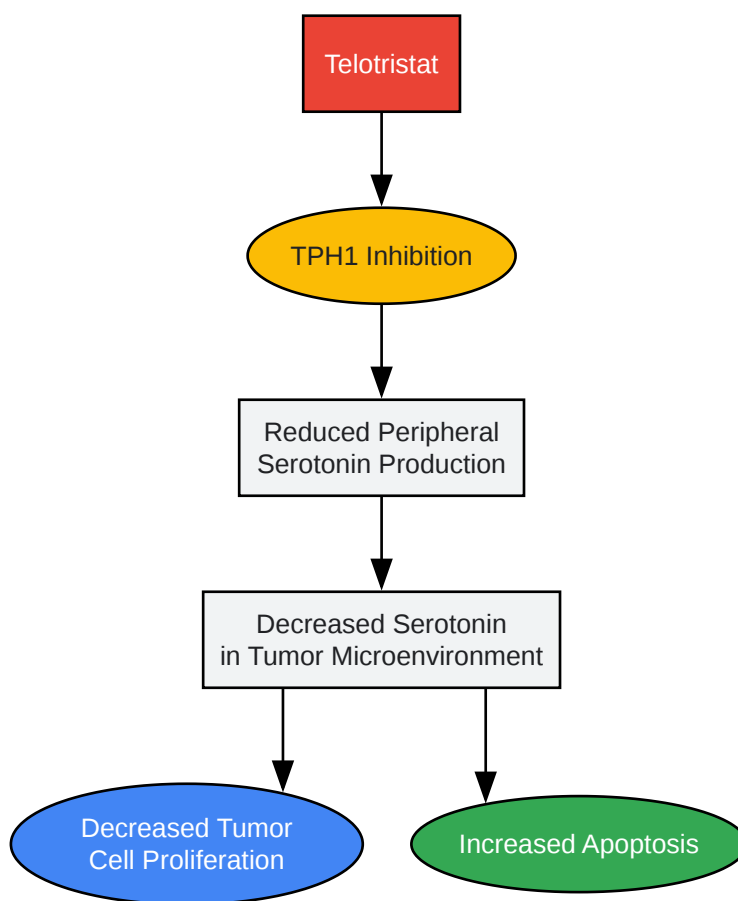 Telotristat
TPH1 Inhibition
Reduced Peripheral
Serotonin Production
Decreased Serotonin
in Tumor Microenvironment
Decreased Tumor
Cell Proliferation
Increased Apoptosis